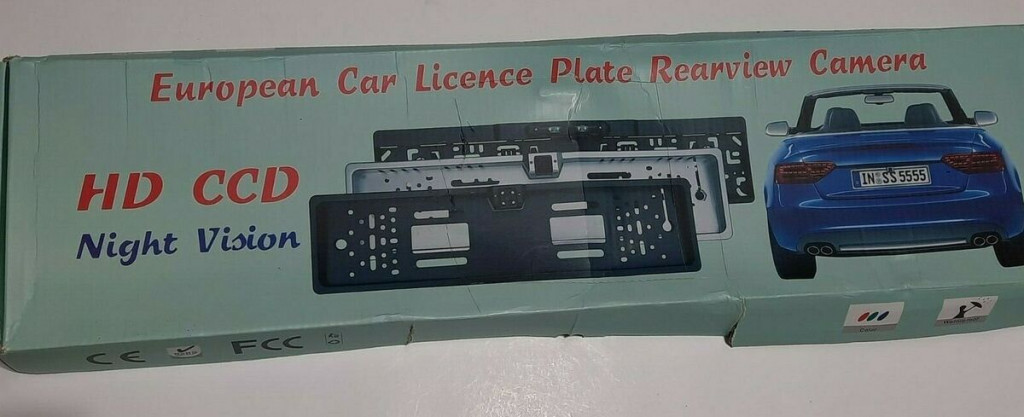 European Car Licence Plate Rearview Camera
HD CCD
Night Vision
IN SS 5555
CE
FCC